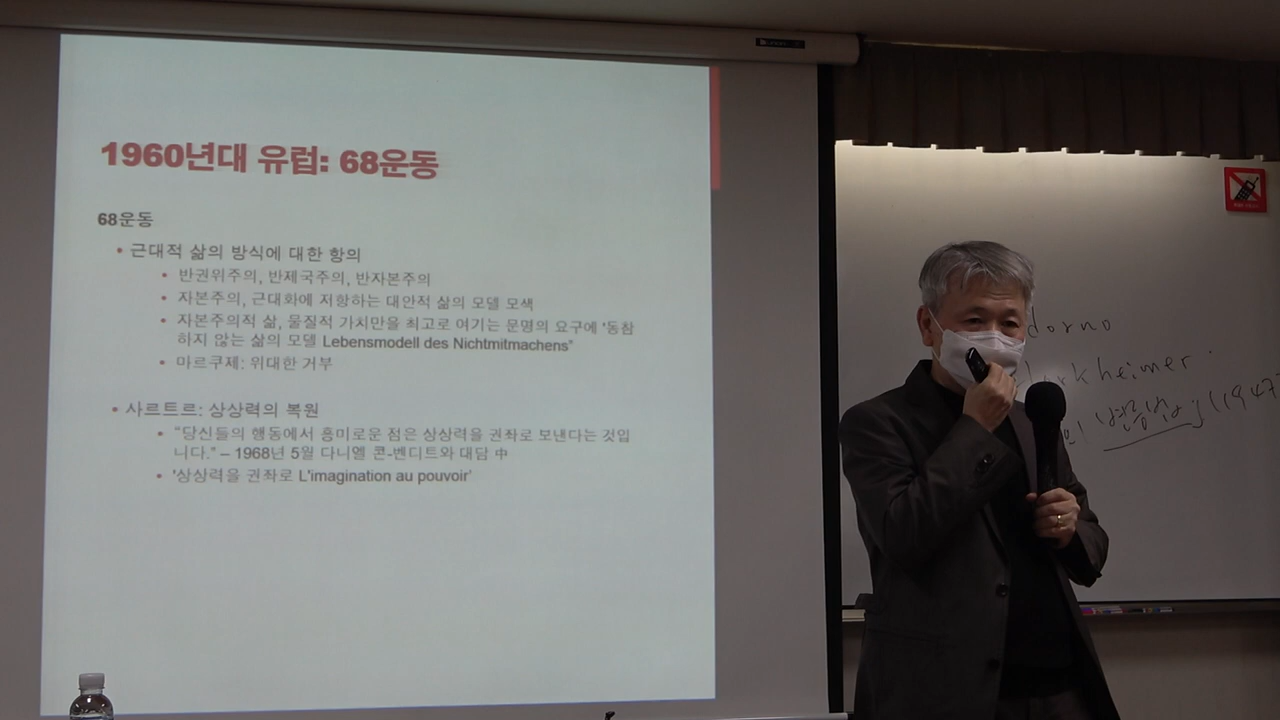 1960년대 유럽: 68운동
68운동
• 근대적 삶의 방식에 대한 항의
• 반권위주의, 반제국주의, 반자본주의
• 자본주의, 근대화에 저항하는 대안적 삶의 모델 모색
• 자본주의적 삶, 물질적 가치만을 최고로 여기는 문명의 요구에 '동참
하지 않는 삶의 모델 Lebensmodell des Nichtmitmachens"
• 마르쿠제: 위대한 거부
• 사르트르: 상상력의 복원
• "당신들의 행동에서 흥미로운 점은 상상력을 권좌로 보낸다는 것입
니다." – 1968년 5월 다니엘 콘-벤디트와 대담 中
• '상상력을 권좌로 L'imagination au pouvoir'
dorno
orkheimer
변증법』(1947